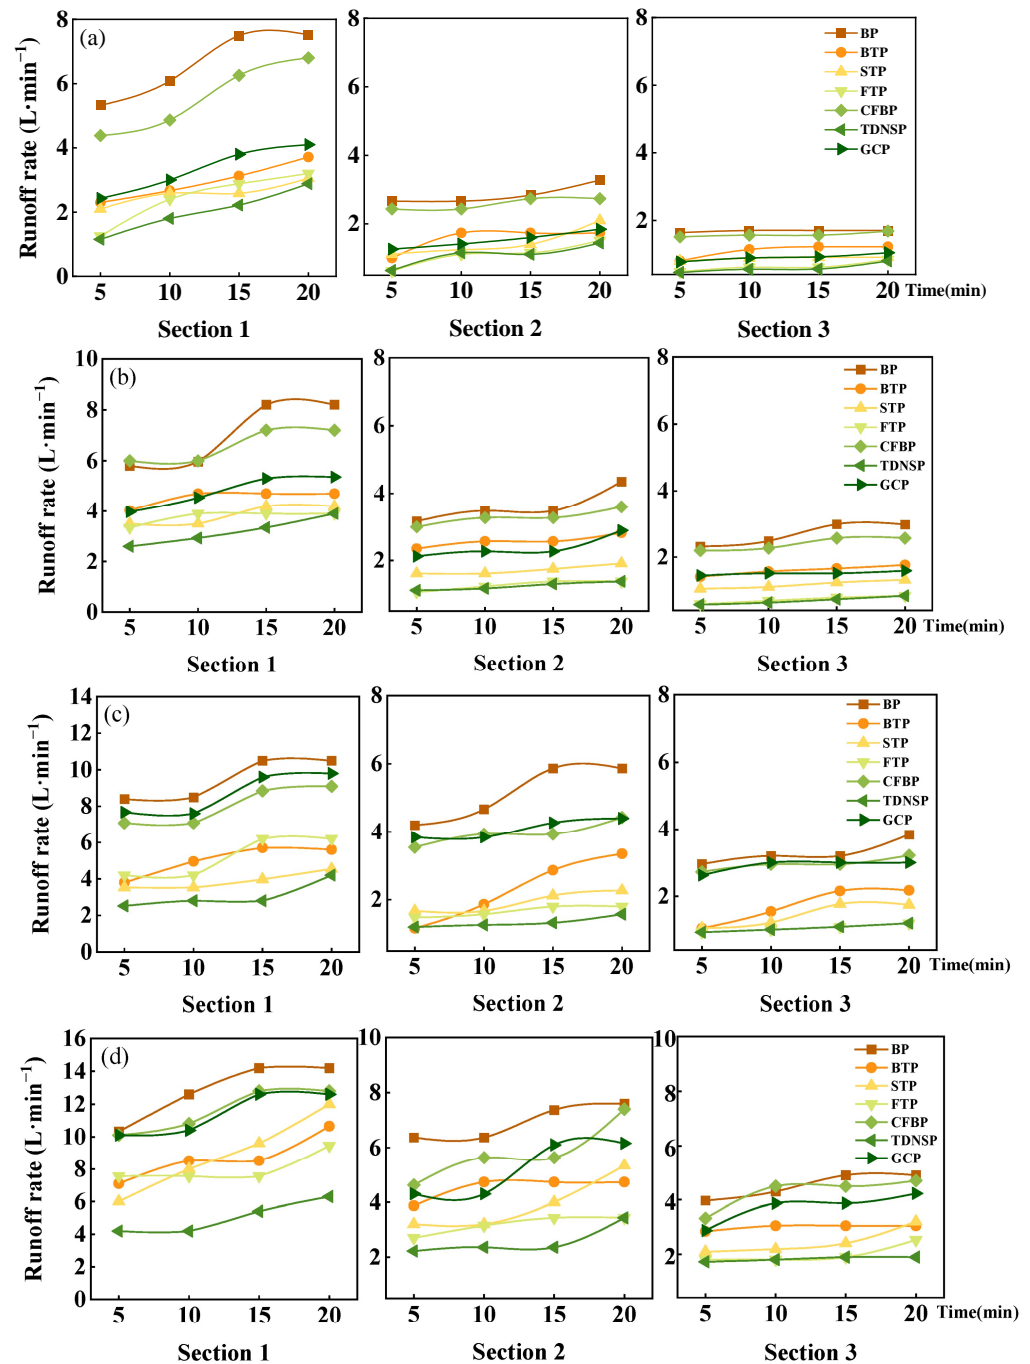 (a)
Runoff rate (L·min⁻¹)
8
6
4
2
0
5 10 15 20
Section 1
8
6
4
2
5 10 15 20
Section 2
8
6
4
2
5 10 15 20 Time(min)
Section 3
BP
BTP
STP
FTP
CFBP
TDNSP
GCP
(b)
Runoff rate (L·min⁻¹)
10
8
6
4
2
0
5 10 15 20
Section 1
8
6
4
2
5 10 15 20
Section 2
8
6
4
2
5 10 15 20 Time(min)
Section 3
BP
BTP
STP
FTP
CFBP
TDNSP
GCP
(c)
Runoff rate (L·min⁻¹)
14
12
10
8
6
4
2
0
5 10 15 20
Section 1
8
6
4
2
5 10 15 20
Section 2
8
6
4
2
5 10 15 20 Time(min)
Section 3
BP
BTP
STP
FTP
CFBP
TDNSP
GCP
(d)
Runoff rate (L·min⁻¹)
16
14
12
10
8
6
4
2
0
5 10 15 20
Section 1
10
8
6
4
2
5 10 15 20
Section 2
10
8
6
4
2
5 10 15 20 Time(min)
Section 3
BP
BTP
STP
FTP
CFBP
TDNSP
GCP